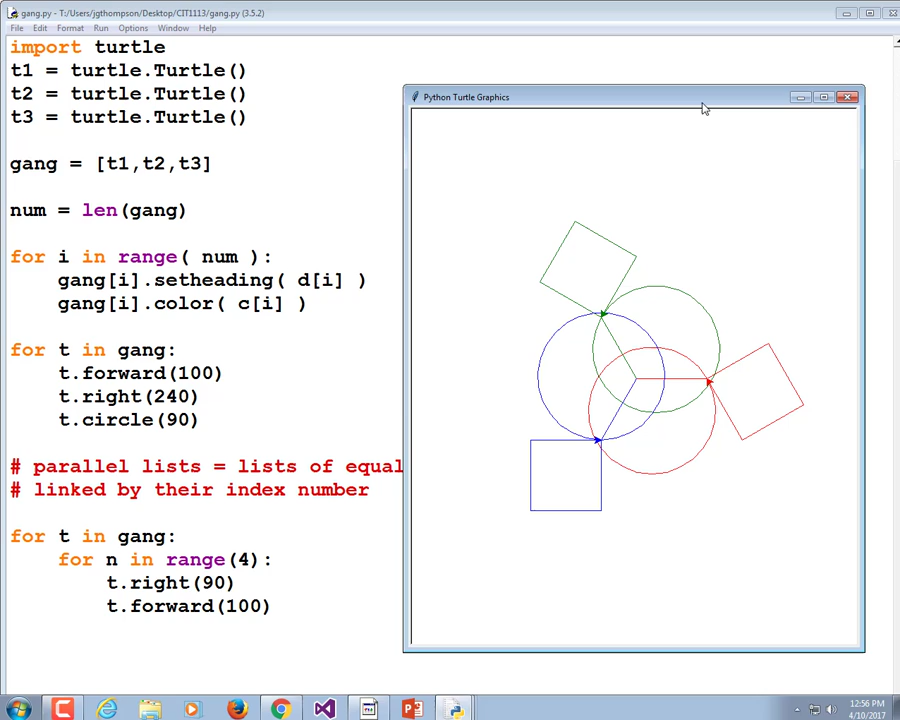 gang.py - T:/Users/jgthompson/Desktop/CIT1113/gang.py (3.5.2)
File Edit Format Run Options Window Help
import turtle
t1 = turtle.Turtle()
t2 = turtle.Turtle()
t3 = turtle.Turtle()
gang = [t1,t2,t3]
num = len(gang)
for i in range( num ):
    gang[i].setheading( d[i] )
    gang[i].color( c[i] )
for t in gang:
    t.forward(100)
    t.right(240)
    t.circle(90)
# parallel lists = lists of equal
# linked by their index number
for t in gang:
    for n in range(4):
        t.right(90)
        t.forward(100)
Python Turtle Graphics
12:56 PM
4/10/2017